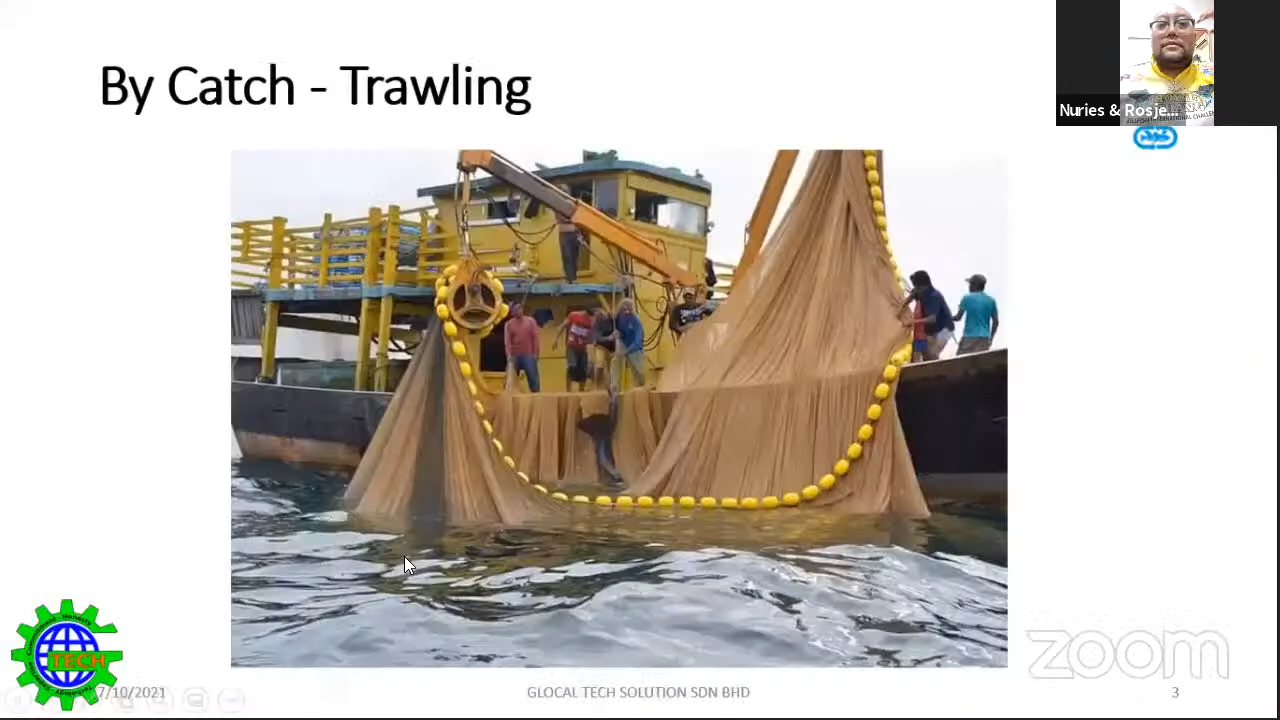 By Catch - Trawling
Nuries & Rosje...
TECH
7/10/2021
GLOCAL TECH SOLUTION SDN BHD
3
zoom